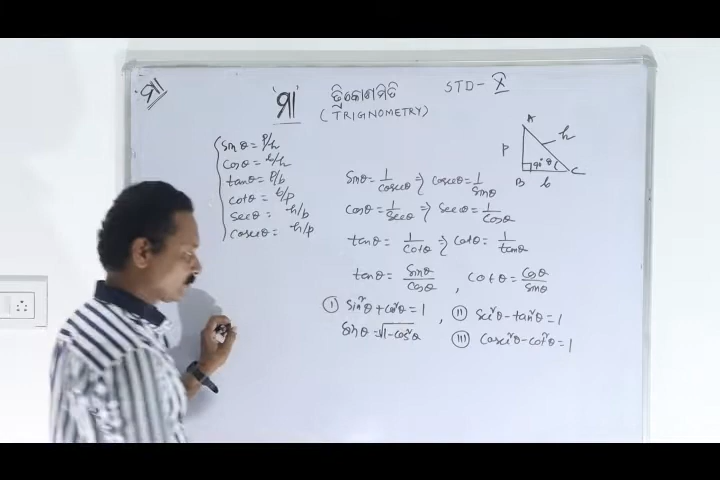 ମା
'ମା' ତ୍ରିକୋଣମିତି STD- X
( TRIGNOMETRY )
sinθ = p/h
cosθ = b/h
tanθ = p/b
cotθ = b/p
secθ = h/b
cosecθ = h/p
A
p h
90° θ
B b C
sinθ = 1/cosecθ ⇒ cosecθ = 1/sinθ
cosθ = 1/secθ ⇒ secθ = 1/cosθ
tanθ = 1/cotθ ⇒ cotθ = 1/tanθ
tanθ = sinθ/cosθ , cotθ = cosθ/sinθ
(I) sin²θ + cos²θ = 1 , (II) sec²θ - tan²θ = 1
sinθ = √1-cos²θ (III) cosec²θ - cot²θ = 1